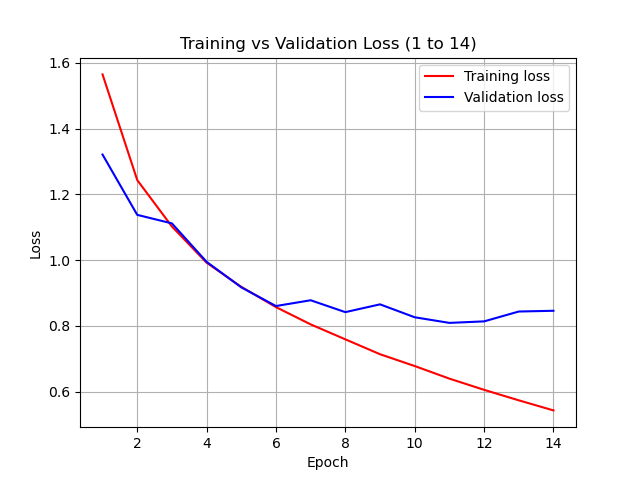 Training vs Validation Loss (1 to 14)
Training loss
Validation loss
1.6
1.4
1.2
1.0
0.8
0.6
Loss
2 4 6 8 10 12 14
Epoch